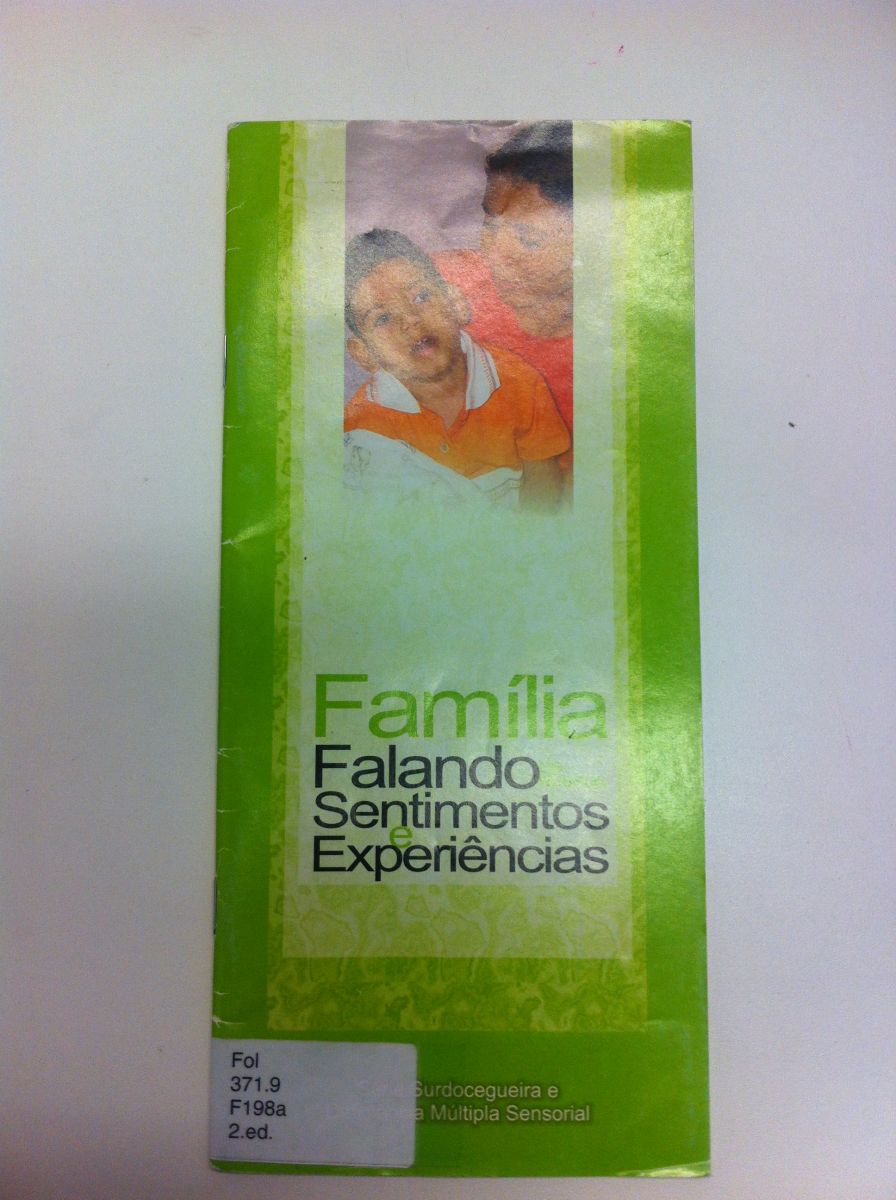 Família
Falando
Sentimentos
e
Experiências
Surdocegueira e
Múltipla Sensorial
Fol
371.9
F198a
2.ed.